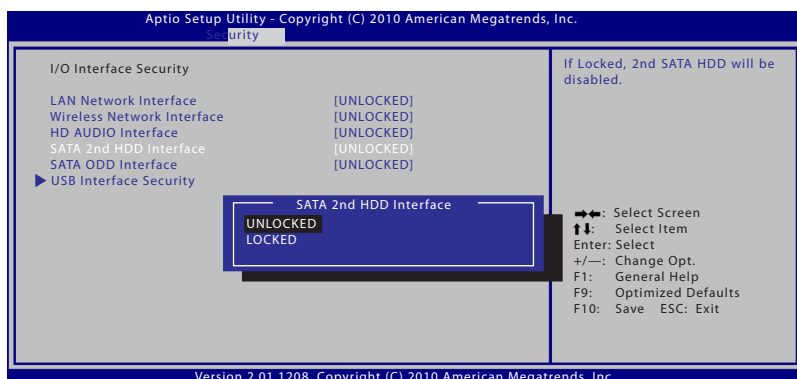 Aptio Setup Utility - Copyright (C) 2010 American Megatrends, Inc.
Security
I/O Interface Security
LAN Network Interface [UNLOCKED]
Wireless Network Interface [UNLOCKED]
HD AUDIO Interface [UNLOCKED]
SATA 2nd HDD Interface [UNLOCKED]
SATA ODD Interface [UNLOCKED]
▶ USB Interface Security
SATA 2nd HDD Interface
UNLOCKED
LOCKED
If Locked, 2nd SATA HDD will be
disabled.
→←: Select Screen
↑↓: Select Item
Enter: Select
+/—: Change Opt.
F1: General Help
F9: Optimized Defaults
F10: Save ESC: Exit
Version 2.01.1208. Copyright (C) 2010 American Megatrends, Inc.